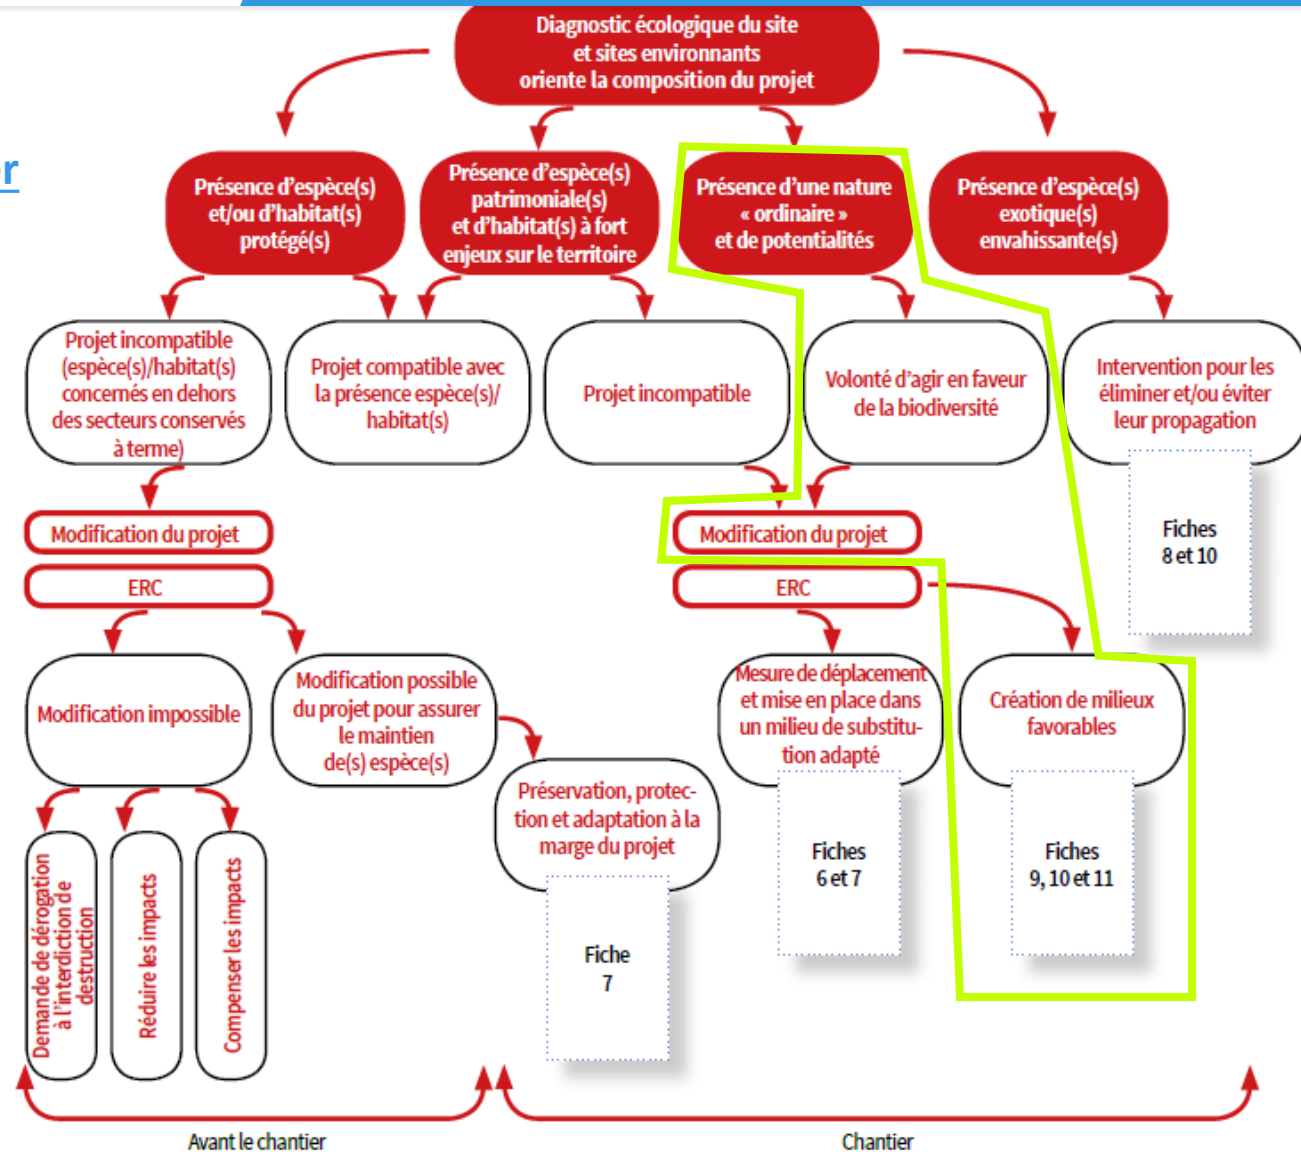 Diagnostic écologique du site
et sites environnants
oriente la composition du projet
Présence d'espèce(s)
et/ou d'habitat(s)
protégé(s)
Présence d'espèce(s)
patrimoniale(s)
et d'habitat(s) à fort
enjeux sur le territoire
Présence d'une nature
« ordinaire »
et de potentialités
Présence d'espèce(s)
exotique(s)
envahissante(s)
Projet incompatible
(espèce(s)/habitat(s)
concernés en dehors
des secteurs conservés
à terme)
Projet compatible avec
la présence espèce(s)/
habitat(s)
Projet incompatible
Volonté d'agir en faveur
de la biodiversité
Intervention pour les
éliminer et/ou éviter
leur propagation
Fiches
8 et 10
Modification du projet
ERC
Modification du projet
ERC
Modification impossible
Modification possible
du projet pour assurer
le maintien
de(s) espèce(s)
Préservation, protec-
tion et adaptation à la
marge du projet
Fiche
7
Mesure de déplacement
et mise en place dans
un milieu de substitu-
tion adapté
Fiches
6 et 7
Création de milieux
favorables
Fiches
9, 10 et 11
Demande de dérogation
à l'interdiction de
destruction
Réduire les impacts
Compenser les impacts
Avant le chantier
Chantier